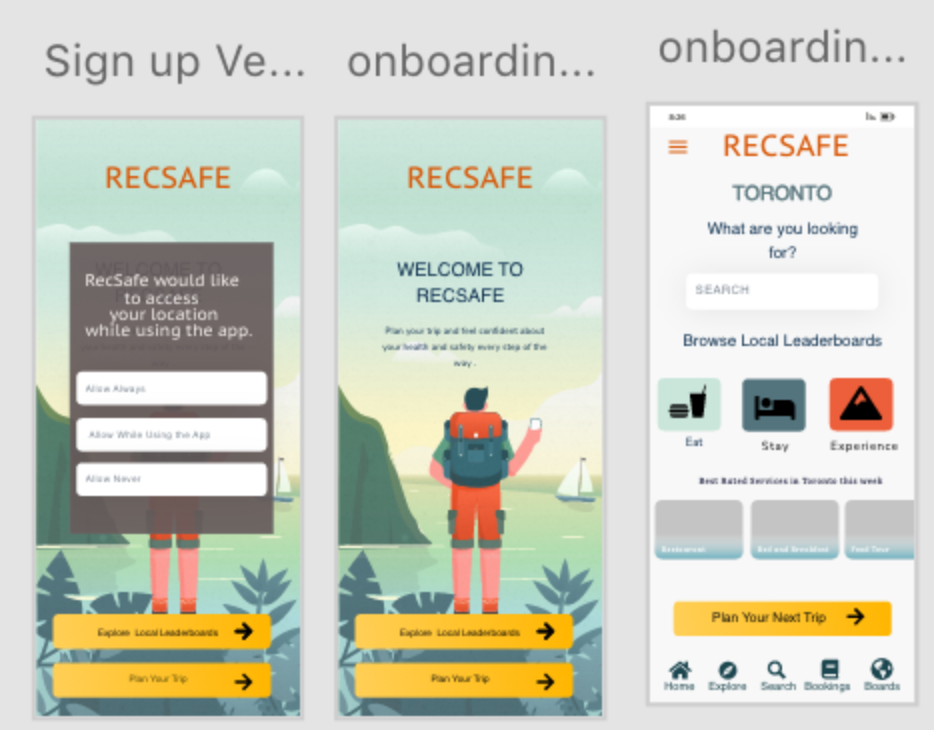 Sign up Ve...
RECSAFE
WELCOME TO
RecSafe would like
to access
your location
while using the app.
Allow Always
Allow While Using the App
Allow Never
Explore Local Leaderboards
Plan Your Trip
onboardin...
RECSAFE
WELCOME TO
RECSAFE
Plan your trip and feel confident about
your health and safety every step of the
way.
Explore Local Leaderboards
Plan Your Trip
onboardin...
RECSAFE
TORONTO
What are you looking
for?
SEARCH
Browse Local Leaderboards
Eat
Stay
Experience
Best Rated Services in Toronto this week
Restaurant
Bed and Breakfast
Food Tour
Plan Your Next Trip
Home
Explore
Search
Bookings
Boards